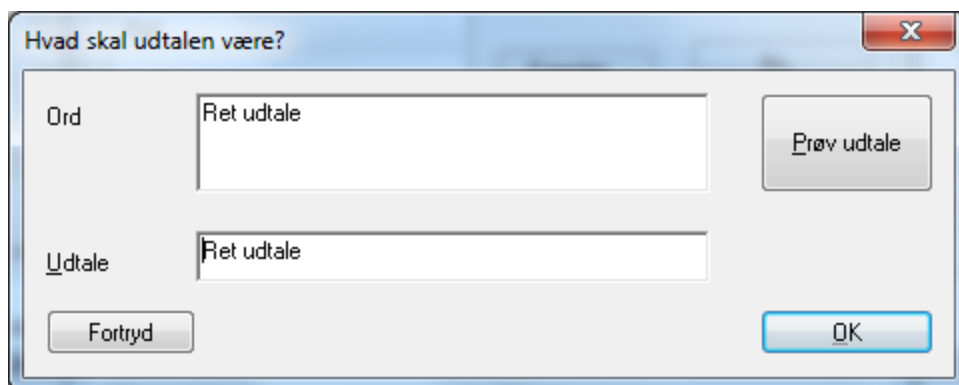 Hvad skal udtalen være?
Ord
Ret udtale
Prøv udtale
Udtale
Ret udtale
Fortryd
OK